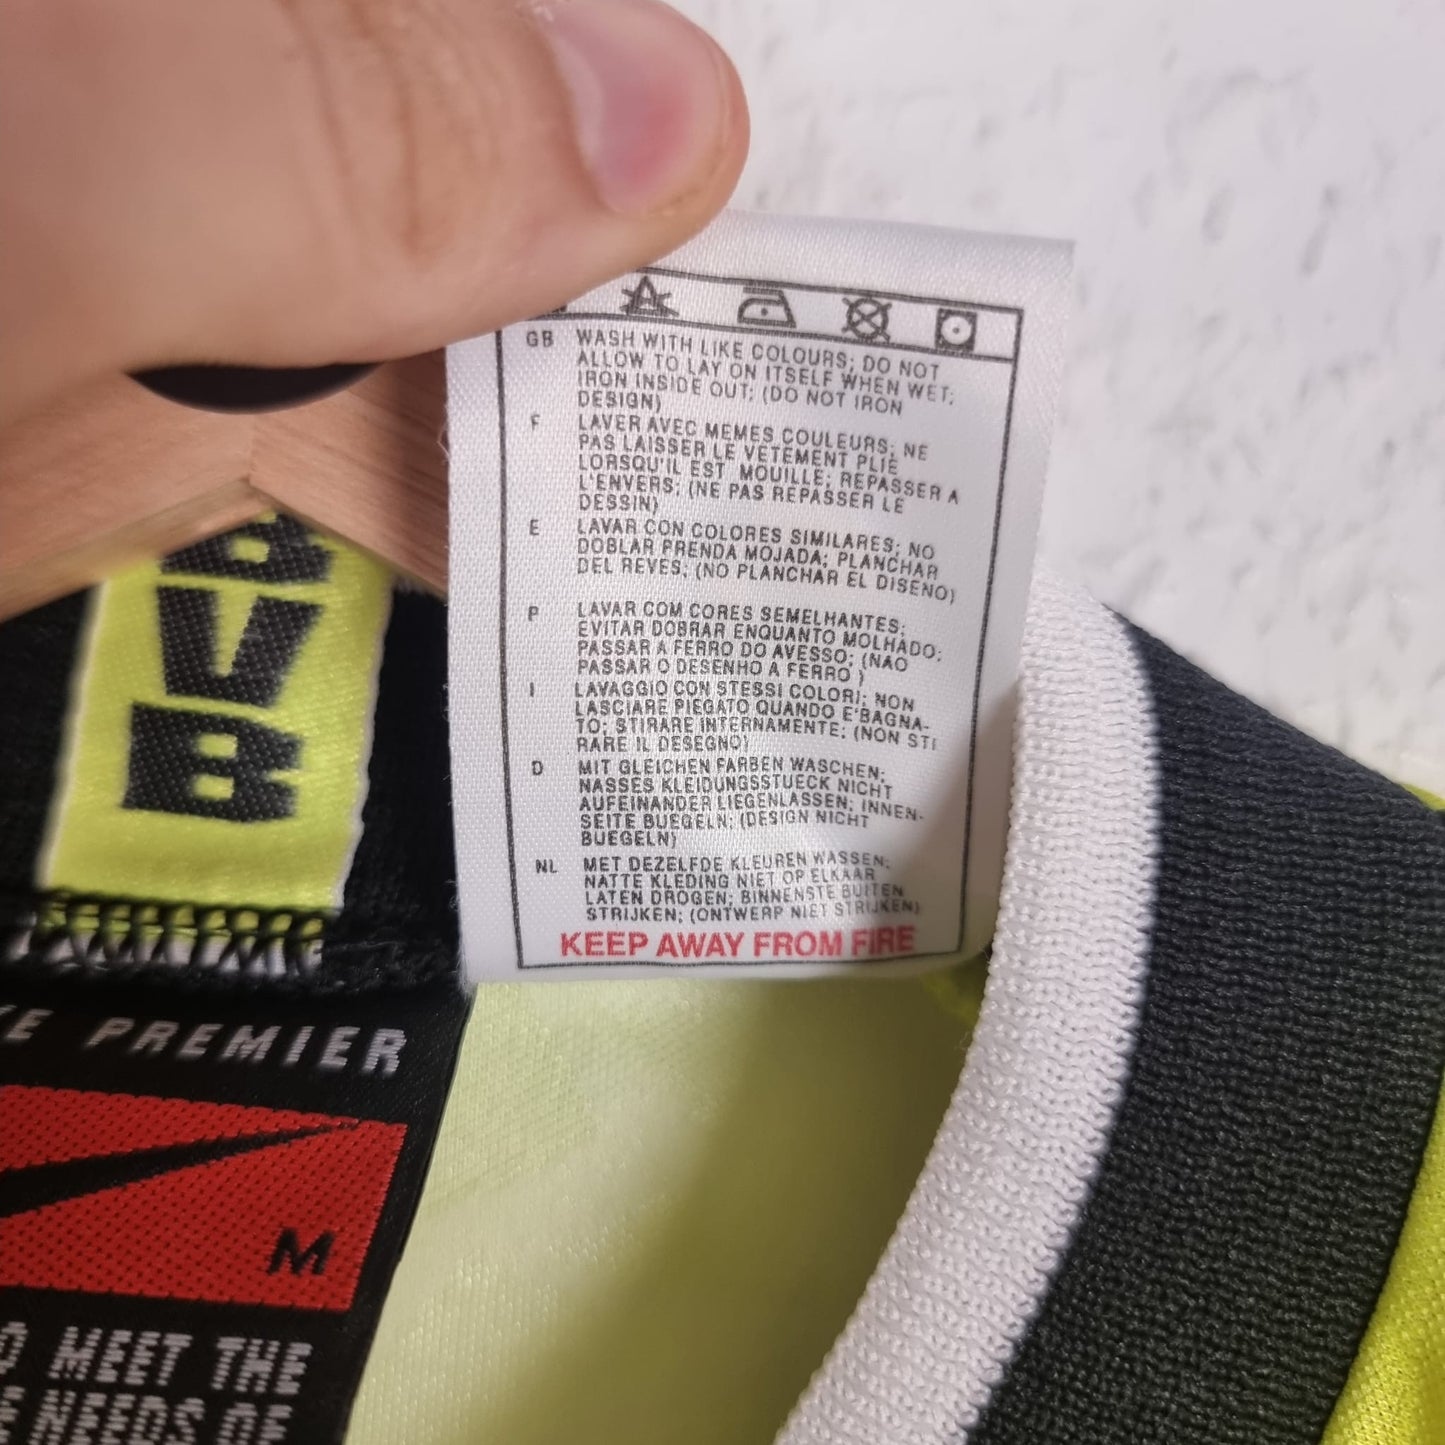 GB WASH WITH LIKE COLOURS; DO NOT
ALLOW TO LAY ON ITSELF WHEN WET;
IRON INSIDE OUT; (DO NOT IRON
DESIGN)
F LAVER AVEC MEMES COULEURS; NE
PAS LAISSER LE VETEMENT PLIE
LORSQU'IL EST MOUILLE; REPASSER A
L'ENVERS; (NE PAS REPASSER LE
DESSIN)
E LAVAR CON COLORES SIMILARES; NO
DOBLAR PRENDA MOJADA; PLANCHAR
DEL REVES; (NO PLANCHAR EL DISENO)
P LAVAR COM CORES SEMELHANTES;
EVITAR DOBRAR ENQUANTO MOLHADO;
PASSAR A FERRO DO AVESSO; (NAO
PASSAR O DESENHO A FERRO )
I LAVAGGIO CON STESSI COLORI; NON
LASCIARE PIEGATO QUANDO E'BAGNA-
TO; STIRARE INTERNAMENTE; (NON STI
RARE IL DESEGNO)
D MIT GLEICHEN FARBEN WASCHEN;
NASSES KLEIDUNGSSTUECK NICHT
AUFEINANDER LIEGENLASSEN; INNEN-
SEITE BUEGELN; (DESIGN NICHT
BUEGELN)
NL MET DEZELFDE KLEUREN WASSEN;
NATTE KLEDING NIET OP ELKAAR
LATEN DROGEN; BINNENSTE BUITEN
STRIJKEN; (ONTWERP NIET STRIJKEN)
KEEP AWAY FROM FIRE
BVB
PREMIER
M
MEET THE
NEEDS OF